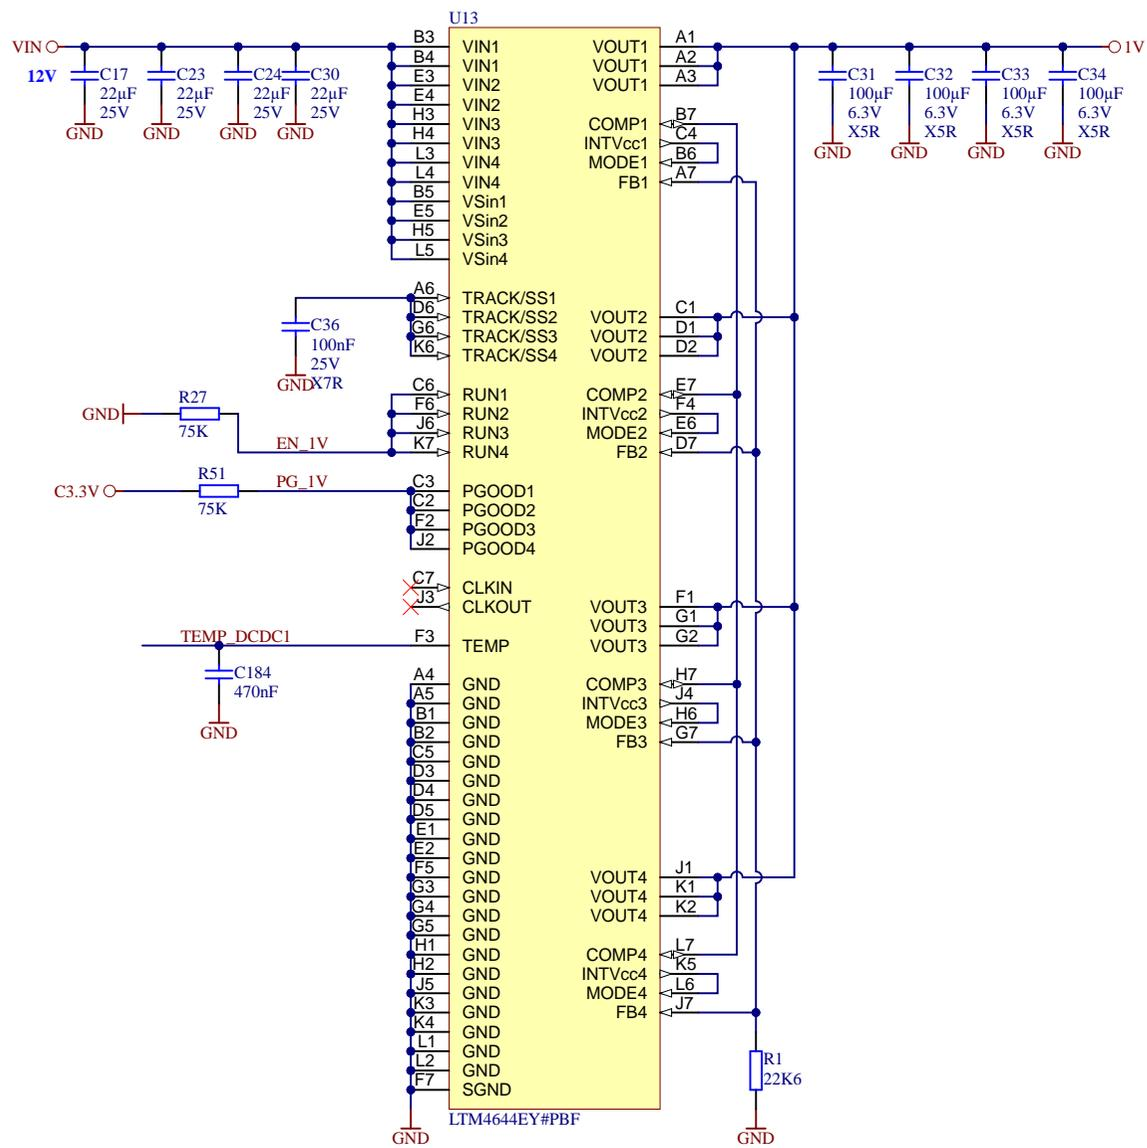 U13
VIN
12V
C17
22µF
25V
GND
C23
22µF
25V
GND
C24
22µF
25V
GND
C30
22µF
25V
GND
B3 VIN1
B4 VIN1
E3 VIN2
E4 VIN2
H3 VIN3
H4 VIN3
L3 VIN4
L4 VIN4
B5 VSin1
E5 VSin2
H5 VSin3
L5 VSin4
A6 TRACK/SS1
D6 TRACK/SS2
G6 TRACK/SS3
K6 TRACK/SS4
C36
100nF
25V
X7R
GND
C6 RUN1
F6 RUN2
J6 RUN3
K7 RUN4
GND
R27
75K
EN_1V
C3.3V
R51
75K
PG_1V
C3 PGOOD1
C2 PGOOD2
F2 PGOOD3
J2 PGOOD4
C7 CLKIN
J3 CLKOUT
TEMP_DCDC1
F3 TEMP
C184
470nF
GND
A4 GND
A5 GND
B1 GND
B2 GND
C5 GND
D3 GND
D4 GND
D5 GND
E1 GND
E2 GND
F5 GND
G3 GND
G4 GND
G5 GND
H1 GND
H2 GND
J5 GND
K3 GND
K4 GND
L1 GND
L2 GND
F7 SGND
GND
VOUT1 A1
VOUT1 A2
VOUT1 A3
COMP1 B7
INTVcc1 C4
MODE1 B6
FB1 A7
VOUT2 C1
VOUT2 D1
VOUT2 D2
COMP2 E7
INTVcc2 F4
MODE2 E6
FB2 D7
VOUT3 F1
VOUT3 G1
VOUT3 G2
COMP3 H7
INTVcc3 J4
MODE3 H6
FB3 G7
VOUT4 J1
VOUT4 K1
VOUT4 K2
COMP4 L7
INTVcc4 K5
MODE4 L6
FB4 J7
1V
C31
100µF
6.3V
X5R
GND
C32
100µF
6.3V
X5R
GND
C33
100µF
6.3V
X5R
GND
C34
100µF
6.3V
X5R
GND
R1
22K6
GND
LTM4644EY#PBF